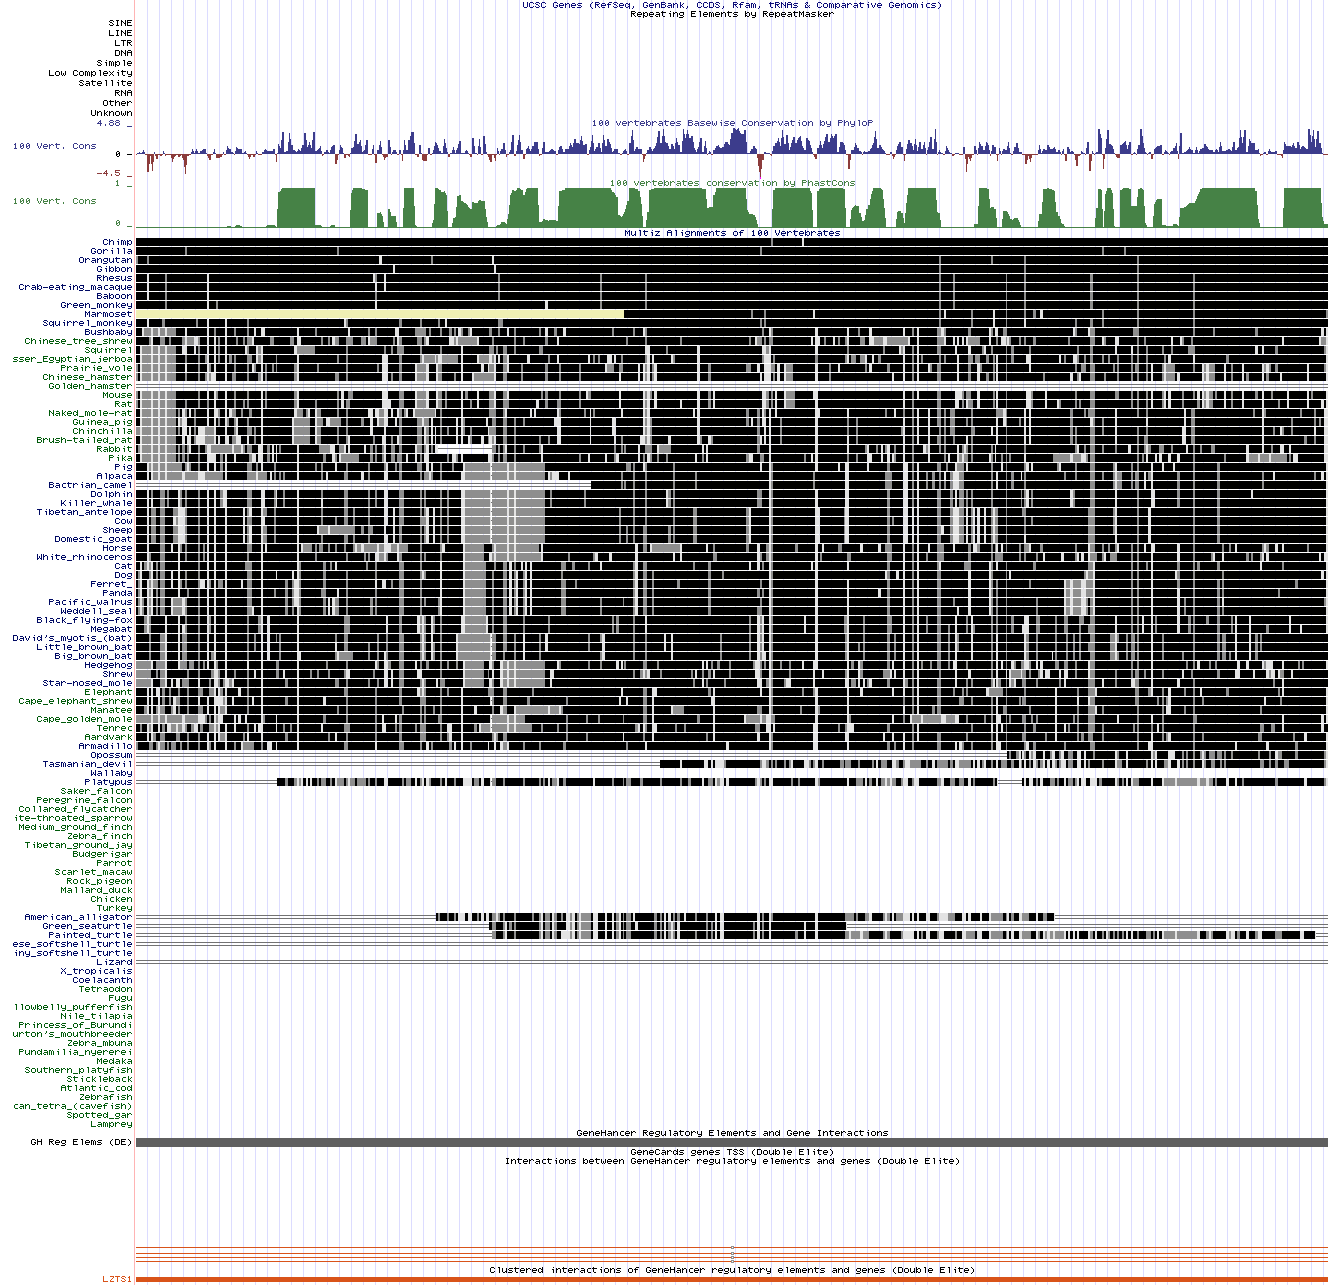 UCSC Genes (RefSeq, GenBank, CCDS, Rfam, tRNAs & Comparative Genomics)
Repeating Elements by RepeatMasker
SINE
LINE
LTR
DNA
Simple
Low Complexity
Satellite
RNA
Other
Unknown
4.88 _
100 vertebrates Basewise Conservation by PhyloP
100 Vert. Cons
0 _
-4.5 _
100 vertebrates conservation by PhastCons
1 _
100 Vert. Cons
0 _
Multiz Alignments of 100 Vertebrates
Chimp
Gorilla
Orangutan
Gibbon
Rhesus
Crab-eating_macaque
Baboon
Green_monkey
Marmoset
Squirrel_monkey
Bushbaby
Chinese_tree_shrew
Squirrel
sser_Egyptian_jerboa
Prairie_vole
Chinese_hamster
Golden_hamster
Mouse
Rat
Naked_mole-rat
Guinea_pig
Chinchilla
Brush-tailed_rat
Rabbit
Pika
Pig
Alpaca
Bactrian_camel
Dolphin
Killer_whale
Tibetan_antelope
Cow
Sheep
Domestic_goat
Horse
White_rhinoceros
Cat
Dog
Ferret_
Panda
Pacific_walrus
Weddell_seal
Black_flying-fox
Megabat
David's_myotis_(bat)
Little_brown_bat
Big_brown_bat
Hedgehog
Shrew
Star-nosed_mole
Elephant
Cape_elephant_shrew
Manatee
Cape_golden_mole
Tenrec
Aardvark
Armadillo
Opossum
Tasmanian_devil
Wallaby
Platypus
Saker_falcon
Peregrine_falcon
Collared_flycatcher
ite-throated_sparrow
Medium_ground_finch
Zebra_finch
Tibetan_ground_jay
Budgerigar
Parrot
Scarlet_macaw
Rock_pigeon
Mallard_duck
Chicken
Turkey
American_alligator
Green_seaturtle
Painted_turtle
ese_softshell_turtle
iny_softshell_turtle
Lizard
X_tropicalis
Coelacanth
Tetraodon
Fugu
llowbelly_pufferfish
Nile_tilapia
Princess_of_Burundi
urton's_mouthbreeder
Zebra_mbuna
Pundamilia_nyererei
Medaka
Southern_platyfish
Stickleback
Atlantic_cod
Zebrafish
can_tetra_(cavefish)
Spotted_gar
Lamprey
GeneHancer Regulatory Elements and Gene Interactions
GH Reg Elems (DE)
GeneCards genes TSS (Double Elite)
Interactions between GeneHancer regulatory elements and genes (Double Elite)
Clustered interactions of GeneHancer regulatory elements and genes (Double Elite)
LZTS1